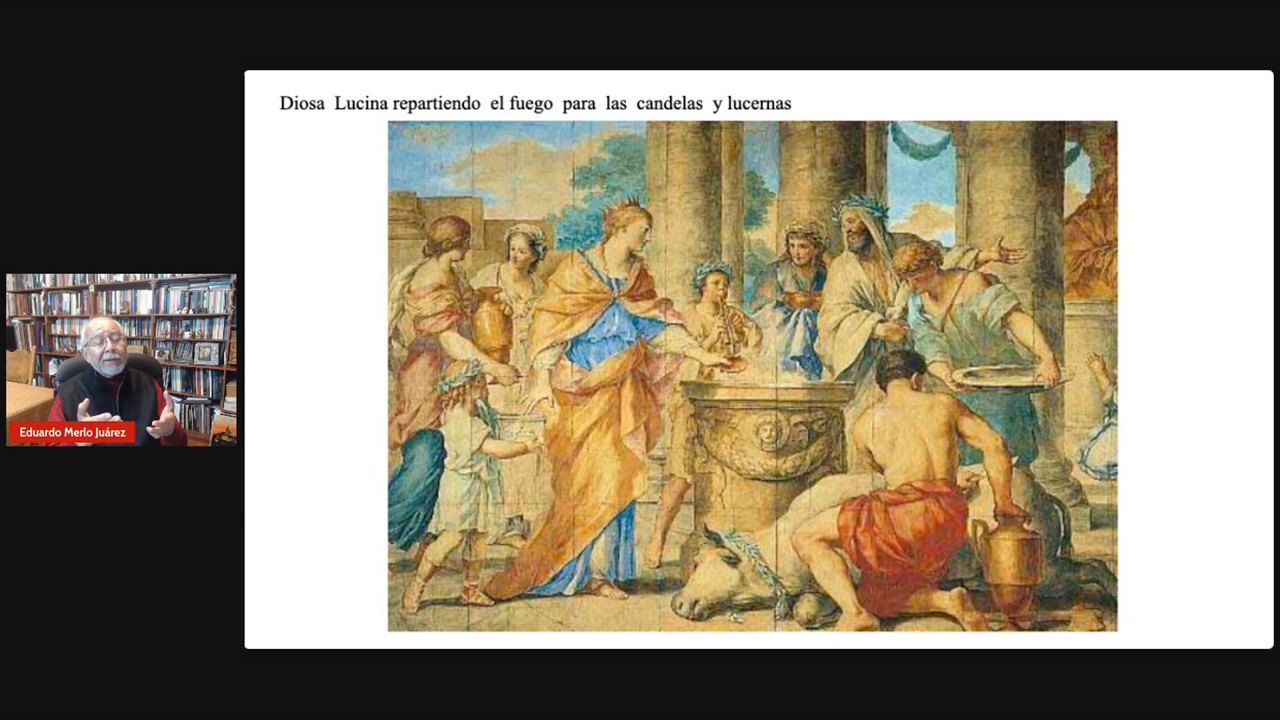 Diosa Lucina repartiendo el fuego para las candelas y lucernas
Eduardo Merlo Juárez